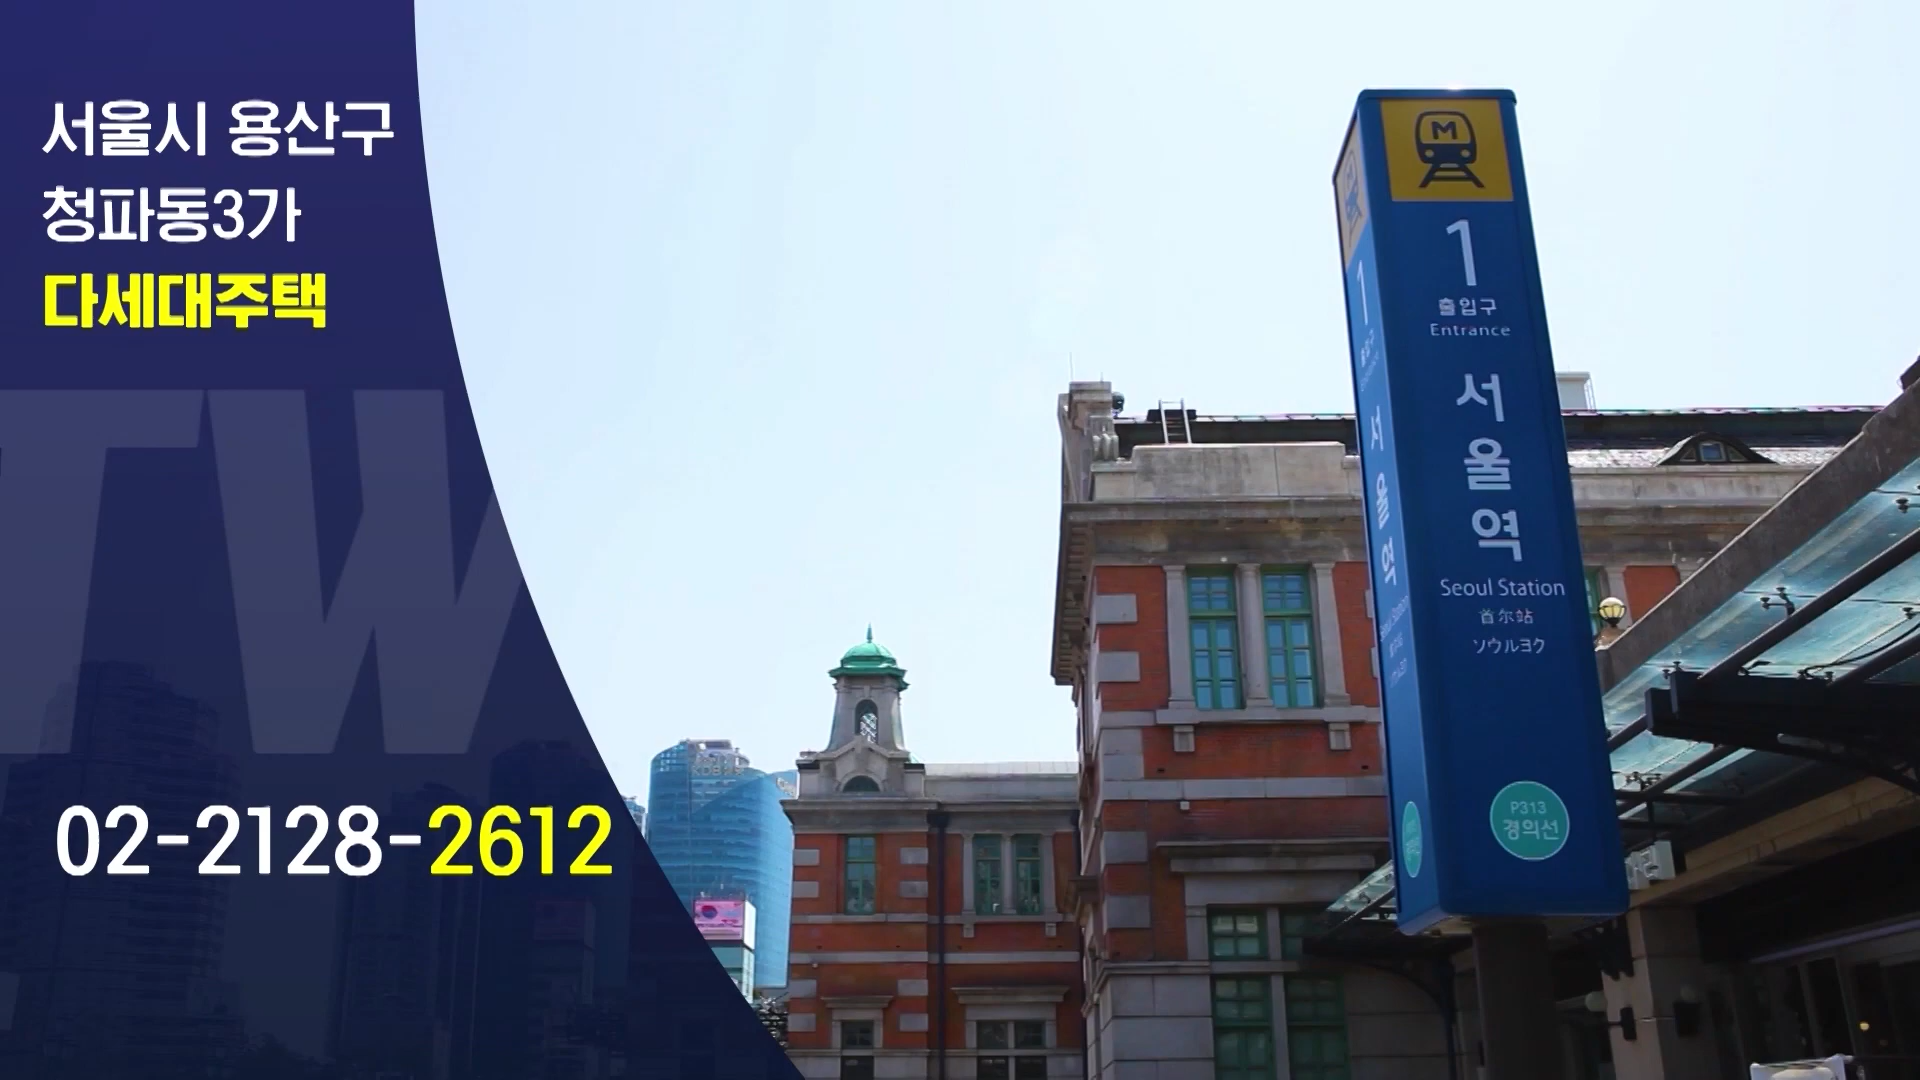 서울시 용산구
청파동3가
다세대주택
TW
02-2128-2612
M
1
출입구
Entrance
서울역
Seoul Station
首尔站
ソウルヨク
P313
경의선